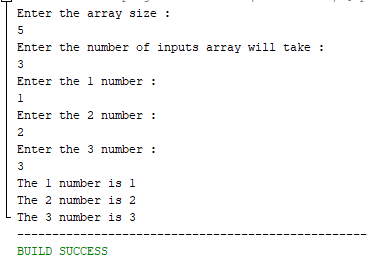 Enter the array size :
5
Enter the number of inputs array will take :
3
Enter the 1 number :
1
Enter the 2 number :
2
Enter the 3 number :
3
The 1 number is 1
The 2 number is 2
The 3 number is 3
------------------------------------------------------------------------
BUILD SUCCESS